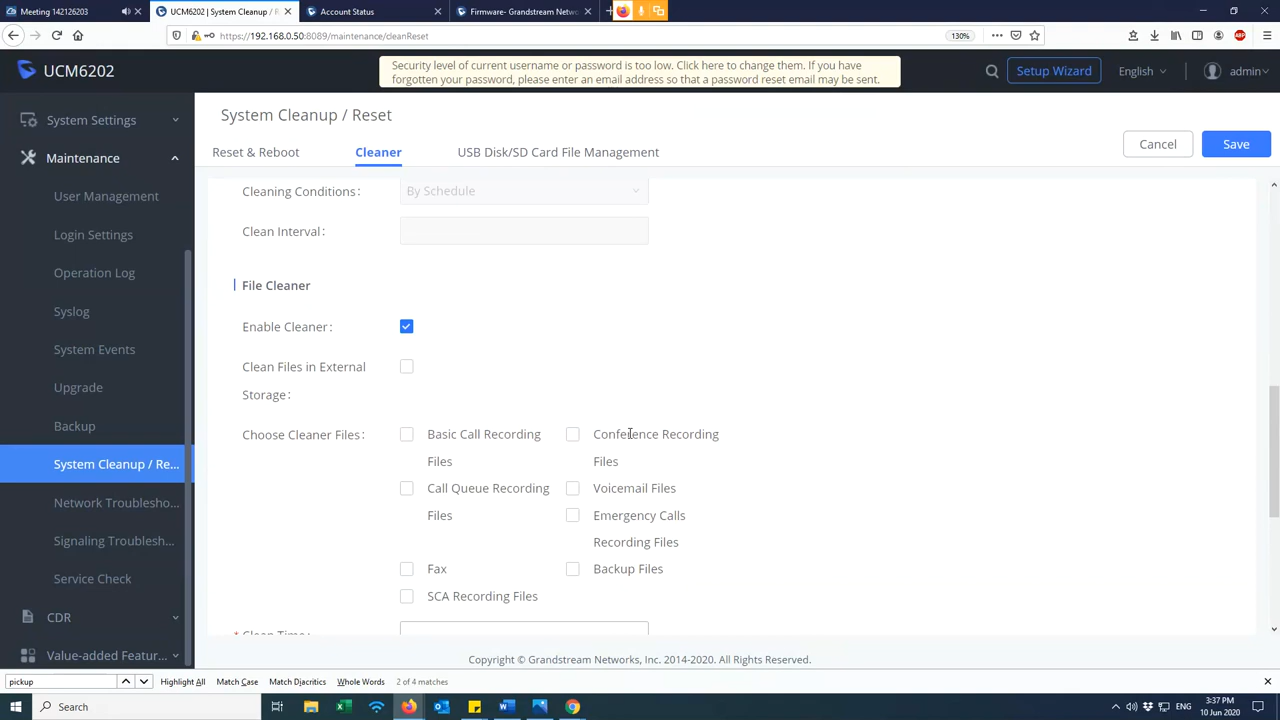 Meeting 142126203
UCM6202 | System Cleanup / R
Account Status
Firmware- Grandstream Netwo
https://192.168.0.50:8089/maintenance/cleanReset
130%
UCM6202
Security level of current username or password is too low. Click here to change them. If you have
forgotten your password, please enter an email address so that a password reset email may be sent.
Setup Wizard
English
admin
System Settings
Maintenance
User Management
Login Settings
Operation Log
Syslog
System Events
Upgrade
Backup
System Cleanup / Re...
Network Troublesho...
Signaling Troublesh...
Service Check
CDR
Value-added Featur...
System Cleanup / Reset
Reset & Reboot
Cleaner
USB Disk/SD Card File Management
Cancel
Save
Cleaning Conditions:
By Schedule
Clean Interval:
File Cleaner
Enable Cleaner:
Clean Files in External
Storage:
Choose Cleaner Files:
Basic Call Recording
Files
Conference Recording
Files
Call Queue Recording
Files
Voicemail Files
Emergency Calls
Recording Files
Fax
Backup Files
SCA Recording Files
* Clean Time:
Copyright © Grandstream Networks, Inc. 2014-2020. All Rights Reserved.
pickup
Highlight All
Match Case
Match Diacritics
Whole Words
2 of 4 matches
Search
ENG
3:37 PM
10 Jun 2020